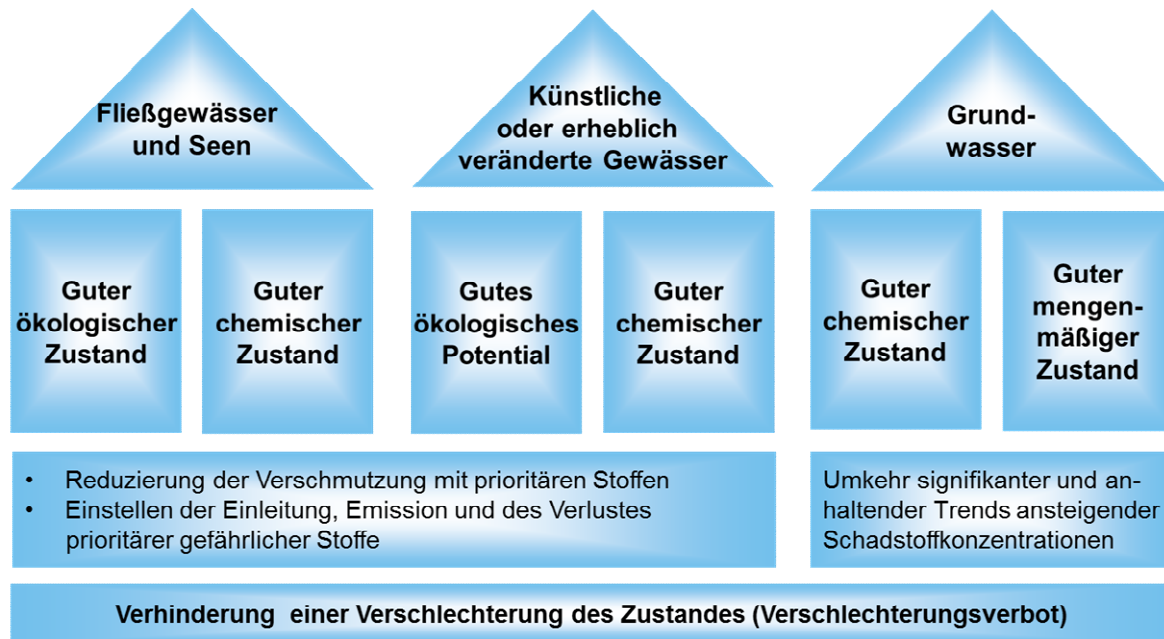 Fließgewässer
und Seen
Künstliche
oder erheblich
veränderte Gewässer
Grund-
wasser
Guter
ökologischer
Zustand
Guter
chemischer
Zustand
Gutes
ökologisches
Potential
Guter
chemischer
Zustand
Guter
chemischer
Zustand
Guter
mengen-
mäßiger
Zustand
• Reduzierung der Verschmutzung mit prioritären Stoffen
• Einstellen der Einleitung, Emission und des Verlustes
prioritärer gefährlicher Stoffe
Umkehr signifikanter und an-
haltender Trends ansteigender
Schadstoffkonzentrationen
Verhinderung einer Verschlechterung des Zustandes (Verschlechterungsverbot)